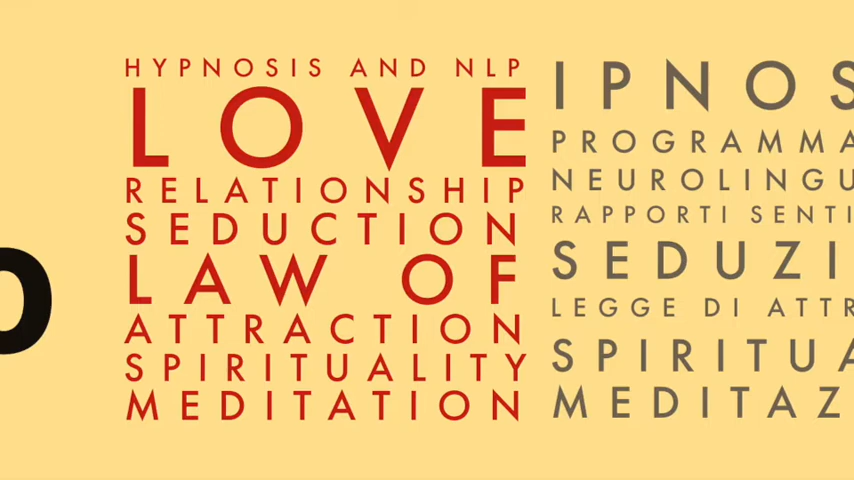 HYPNOSIS AND NLP
LOVE
RELATIONSHIP
SEDUCTION
LAW OF
ATTRACTION
SPIRITUALITY
MEDITATION
IPNOS
PROGRAMMA
NEUROLINGU
RAPPORTI SENTI
SEDUZI
LEGGE DI ATTR
SPIRITUA
MEDITAZ